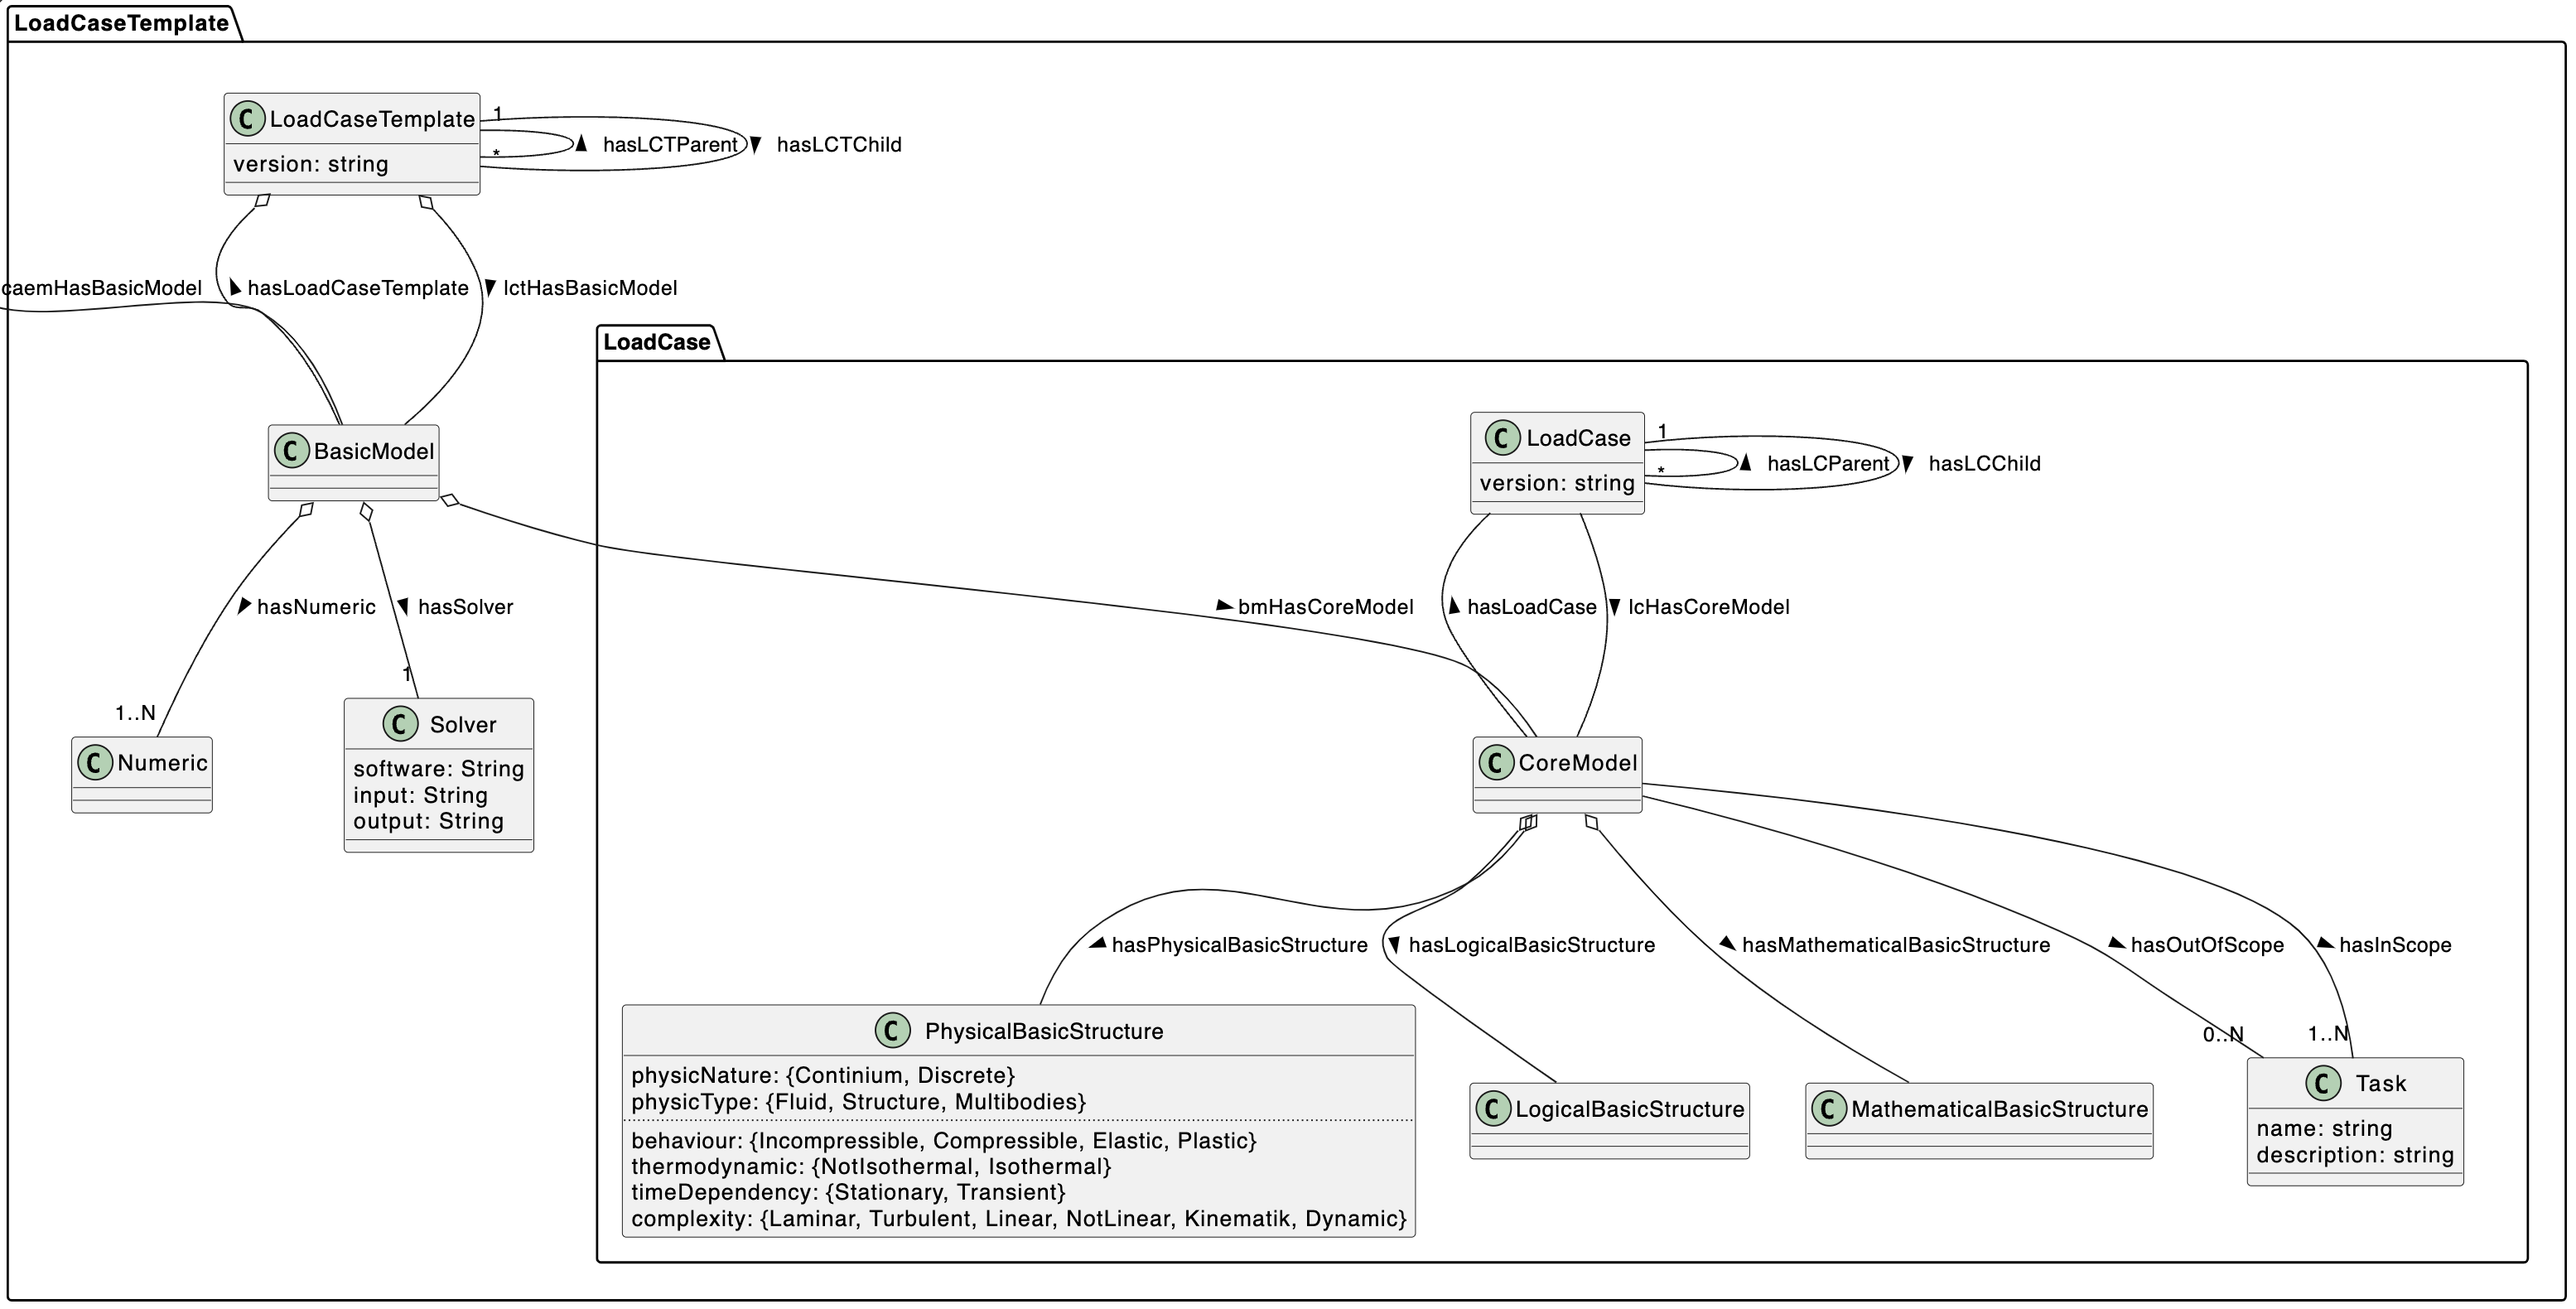 LoadCaseTemplate
C LoadCaseTemplate
version: string
1
*
hasLCTParent
hasLCTChild
caemHasBasicModel
hasLoadCaseTemplate
lctHasBasicModel
LoadCase
C BasicModel
C LoadCase
version: string
1
*
hasLCParent
hasLCChild
hasNumeric
hasSolver
bmHasCoreModel
hasLoadCase
lcHasCoreModel
1
1..N
C Numeric
C Solver
software: String
input: String
output: String
C CoreModel
hasPhysicalBasicStructure
hasLogicalBasicStructure
hasMathematicalBasicStructure
hasOutOfScope
hasInScope
0..N
1..N
C PhysicalBasicStructure
physicNature: {Continium, Discrete}
physicType: {Fluid, Structure, Multibodies}
behaviour: {Incompressible, Compressible, Elastic, Plastic}
thermodynamic: {NotIsothermal, Isothermal}
timeDependency: {Stationary, Transient}
complexity: {Laminar, Turbulent, Linear, NotLinear, Kinematik, Dynamic}
C LogicalBasicStructure
C MathematicalBasicStructure
C Task
name: string
description: string